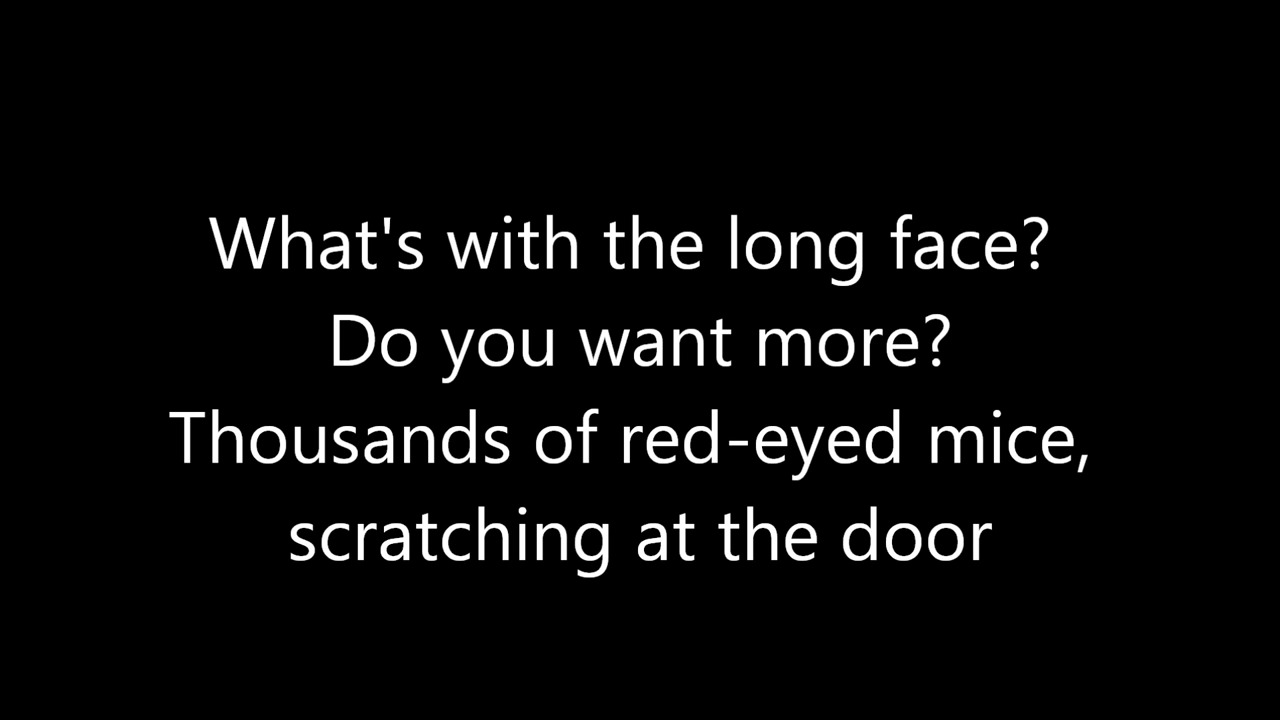 What's with the long face?
Do you want more?
Thousands of red-eyed mice,
scratching at the door